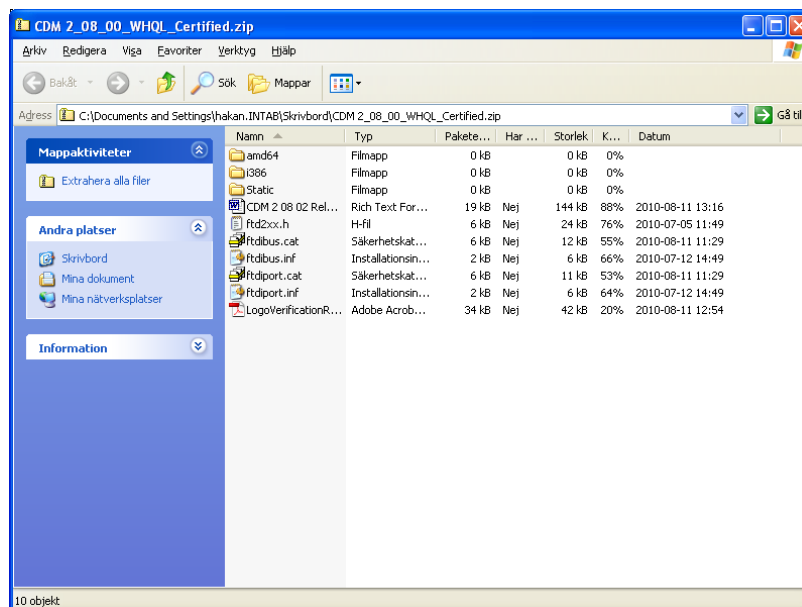 CDM 2_08_00_WHQL_Certified.zip
Arkiv Redigera Visa Favoriter Verktyg Hjälp
Bakåt Sök Mappar
Adress C:\Documents and Settings\hakan.INTAB\Skrivbord\CDM 2_08_00_WHQL_Certified.zip Gå till
Mappaktiviteter
Extrahera alla filer
Andra platser
Skrivbord
Mina dokument
Mina nätverksplatser
Information
Namn Typ Pakete... Har ... Storlek K... Datum
amd64 Filmapp 0 kB 0 kB 0%
i386 Filmapp 0 kB 0 kB 0%
Static Filmapp 0 kB 0 kB 0%
CDM 2 08 02 Rel... Rich Text For... 19 kB Nej 144 kB 88% 2010-08-11 13:16
ftd2xx.h H-fil 6 kB Nej 24 kB 76% 2010-07-05 11:49
ftdibus.cat Säkerhetskat... 6 kB Nej 12 kB 55% 2010-08-11 11:29
ftdibus.inf Installationsin... 2 kB Nej 6 kB 66% 2010-07-12 14:49
ftdiport.cat Säkerhetskat... 6 kB Nej 11 kB 53% 2010-08-11 11:29
ftdiport.inf Installationsin... 2 kB Nej 6 kB 64% 2010-07-12 14:49
LogoVerificationR... Adobe Acrob... 34 kB Nej 42 kB 20% 2010-08-11 12:54
10 objekt